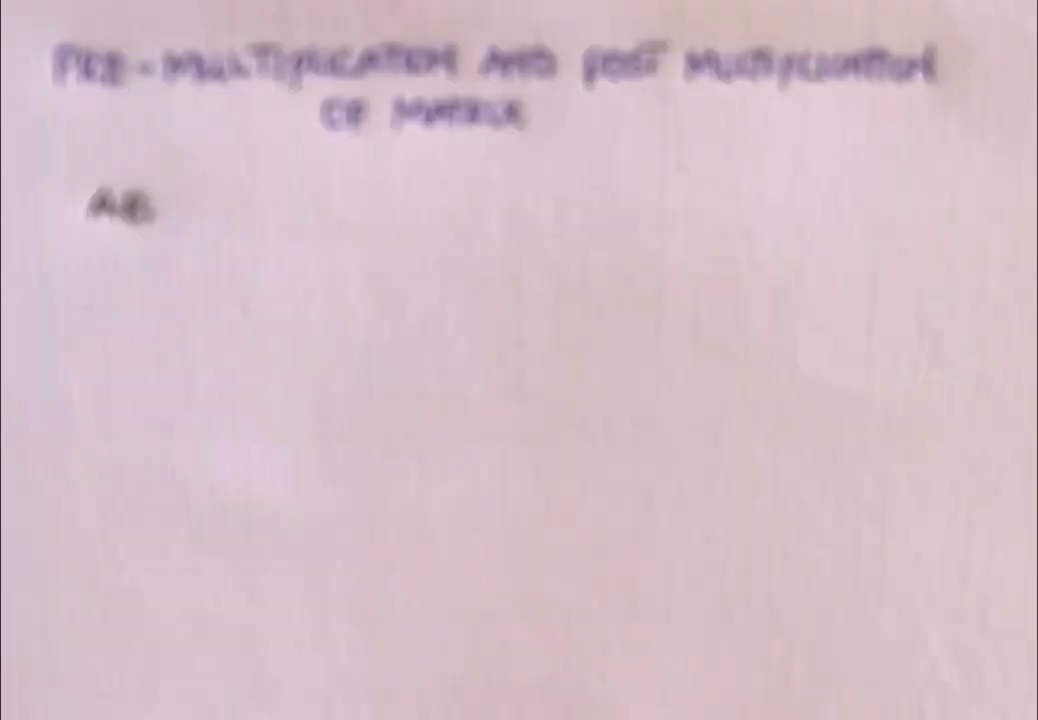 PRE-MULTIPLICATION AND POST MULTIPLICATION
OF MATRIX
AB